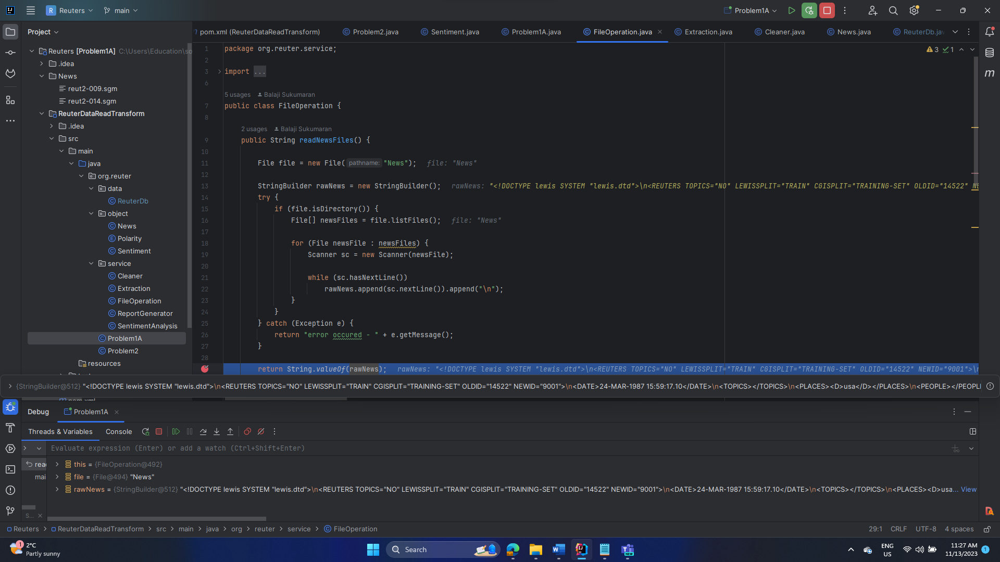 R Reuters main Problem1A
Project
pom.xml (ReuterDataReadTransform) Problem2.java Sentiment.java Problem1A.java FileOperation.java Extraction.java Cleaner.java News.java ReuterDb.jav
Reuters [Problem1A] C:\Users\Education\so
.idea
News
reut2-009.sgm
reut2-014.sgm
ReuterDataReadTransform
.idea
src
main
java
org.reuter
data
ReuterDb
object
News
Polarity
Sentiment
service
Cleaner
Extraction
FileOperation
ReportGenerator
SentimentAnalysis
Problem1A
Problem2
resources
3 1
1 package org.reuter.service;
2
3 import ...
6
5 usages Balaji Sukumaran
7 public class FileOperation {
8
2 usages Balaji Sukumaran
9 public String readNewsFiles() {
10
11 File file = new File( pathname: "News"); file: "News"
12
13 StringBuilder rawNews = new StringBuilder(); rawNews: "<!DOCTYPE lewis SYSTEM "lewis.dtd">\n<REUTERS TOPICS="NO" LEWISSPLIT="TRAIN" CGISPLIT="TRAINING-SET" OLDID="14522" NE
14 try {
15 if (file.isDirectory()) {
16 File[] newsFiles = file.listFiles(); file: "News"
17
18 for (File newsFile : newsFiles) {
19 Scanner sc = new Scanner(newsFile);
20
21 while (sc.hasNextLine())
22 rawNews.append(sc.nextLine()).append("\n");
23 }
24 }
25 } catch (Exception e) {
26 return "error occured - " + e.getMessage();
27 }
28
return String.valueOf(rawNews); rawNews: "<!DOCTYPE lewis SYSTEM "lewis.dtd">\n<REUTERS TOPICS="NO" LEWISSPLIT="TRAIN" CGISPLIT="TRAINING-SET" OLDID="14522" NEWID="9001">\n
{StringBuilder@512} "<!DOCTYPE lewis SYSTEM "lewis.dtd">\n<REUTERS TOPICS="NO" LEWISSPLIT="TRAIN" CGISPLIT="TRAINING-SET" OLDID="14522" NEWID="9001">\n<DATE>24-MAR-1987 15:59:17.10</DATE>\n<TOPICS></TOPICS>\n<PLACES><D>usa</D></PLACES>\n<PEOPLE></PEOPL
Debug Problem1A
Threads & Variables Console
Evaluate expression (Enter) or add a watch (Ctrl+Shift+Enter)
read this = {FileOperation@492}
mai file = {File@494} "News"
rawNews = {StringBuilder@512} "<!DOCTYPE lewis SYSTEM "lewis.dtd">\n<REUTERS TOPICS="NO" LEWISSPLIT="TRAIN" CGISPLIT="TRAINING-SET" OLDID="14522" NEWID="9001">\n<DATE>24-MAR-1987 15:59:17.10</DATE>\n<TOPICS></TOPICS>\n<PLACES><D>usa... View
S...
Reuters > ReuterDataReadTransform > src > main > java > org > reuter > service > FileOperation 29:1 CRLF UTF-8 4 spaces
1 2°C
Partly sunny
Search
NEW
ENG
US
11:27 AM
11/13/2023
1